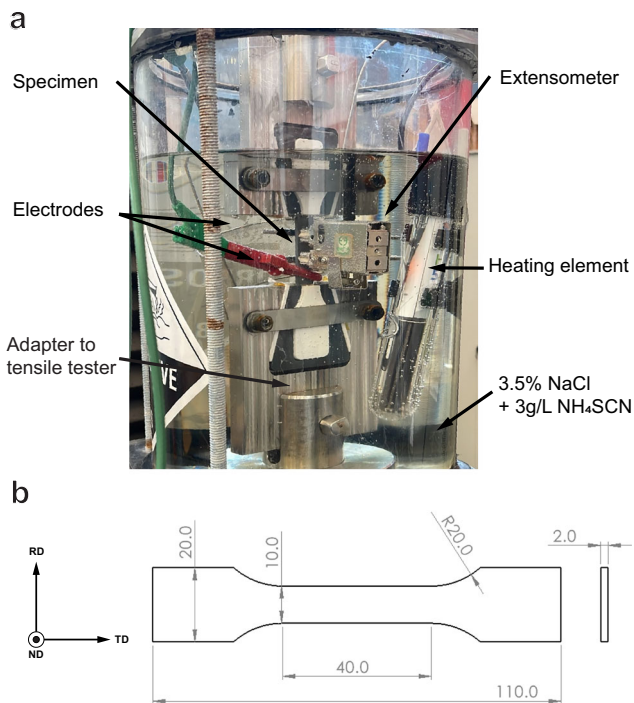 a
Specimen
Extensometer
Electrodes
Heating element
Adapter to
tensile tester
3.5% NaCl
+ 3g/L NH₄SCN
VE
b
RD
ND
TD
20.0
10.0
R20.0
2.0
40.0
110.0